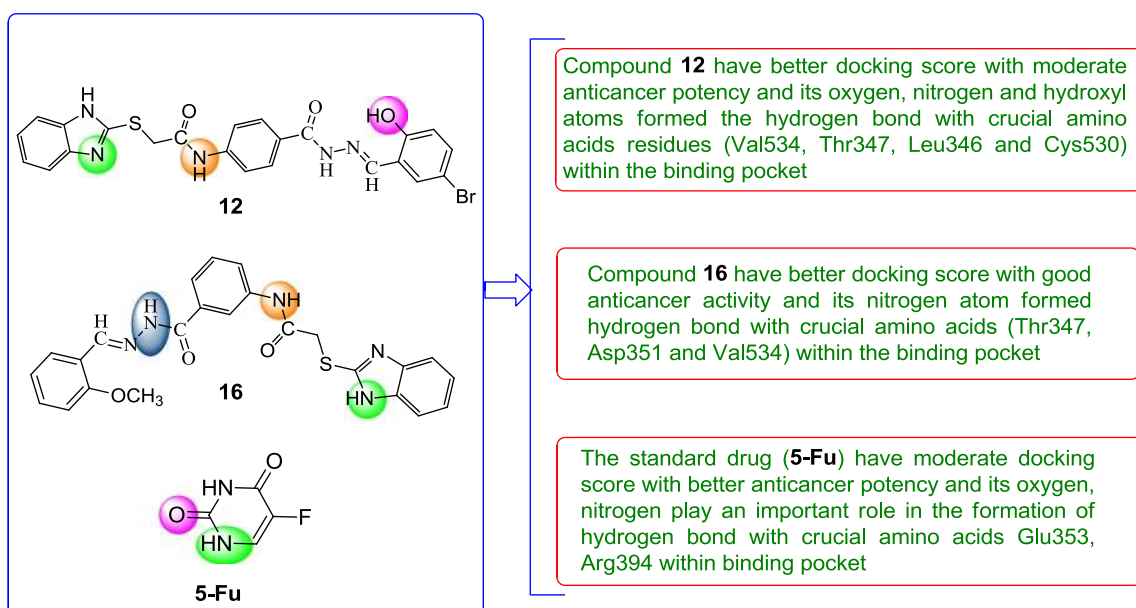 H
N
N
S
O
N
H
O
C
N
H
N
C
H
HO
Br
12
Compound 12 have better docking score with moderate
anticancer potency and its oxygen, nitrogen and hydroxyl
atoms formed the hydrogen bond with crucial amino
acids residues (Val534, Thr347, Leu346 and Cys530)
within the binding pocket
H
C
N
H
N
C
O
NH
O
S
N
HN
OCH3
16
Compound 16 have better docking score with good
anticancer activity and its nitrogen atom formed
hydrogen bond with crucial amino acids (Thr347,
Asp351 and Val534) within the binding pocket
O
HN
O
HN
F
5-Fu
The standard drug (5-Fu) have moderate docking
score with better anticancer potency and its oxygen,
nitrogen play an important role in the formation of
hydrogen bond with crucial amino acids Glu353,
Arg394 within binding pocket